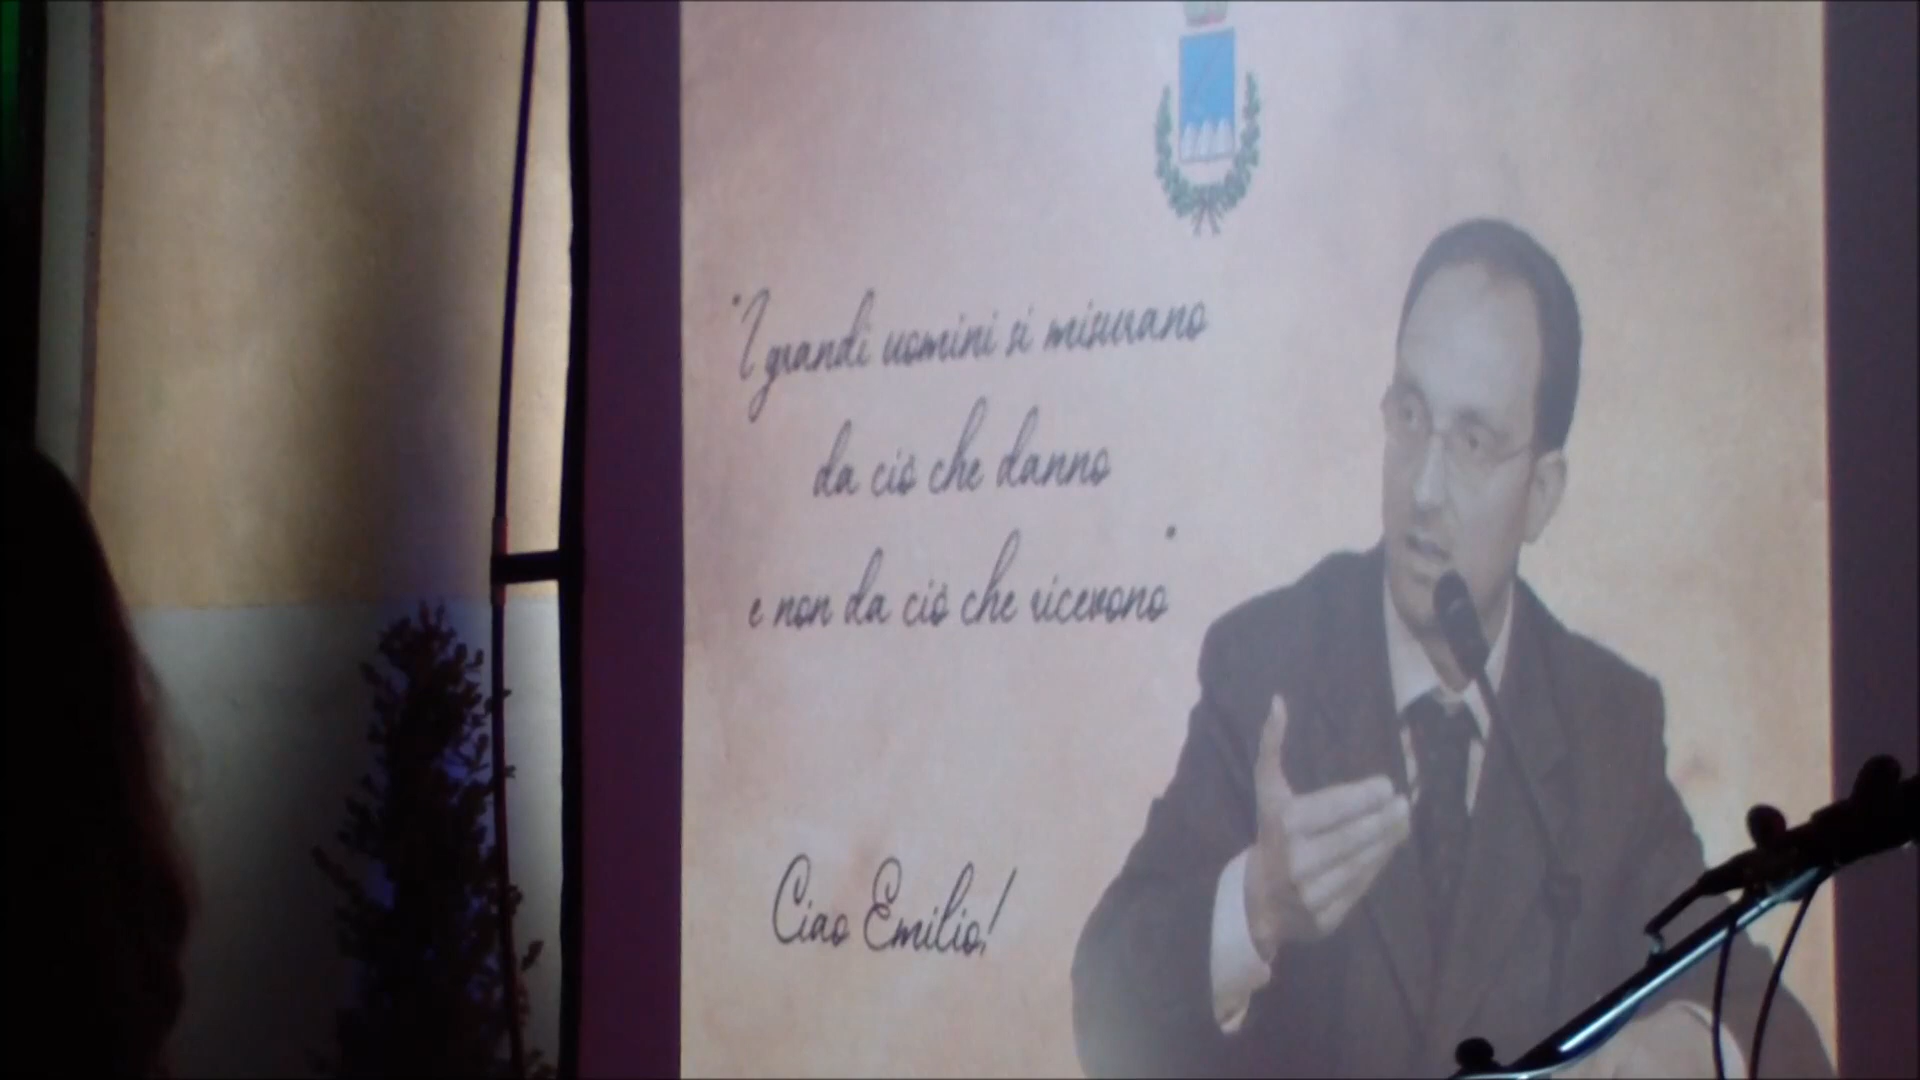 "I grandi uomini si misurano
da ciò che danno
e non da ciò che ricevono"
Ciao Emilio!